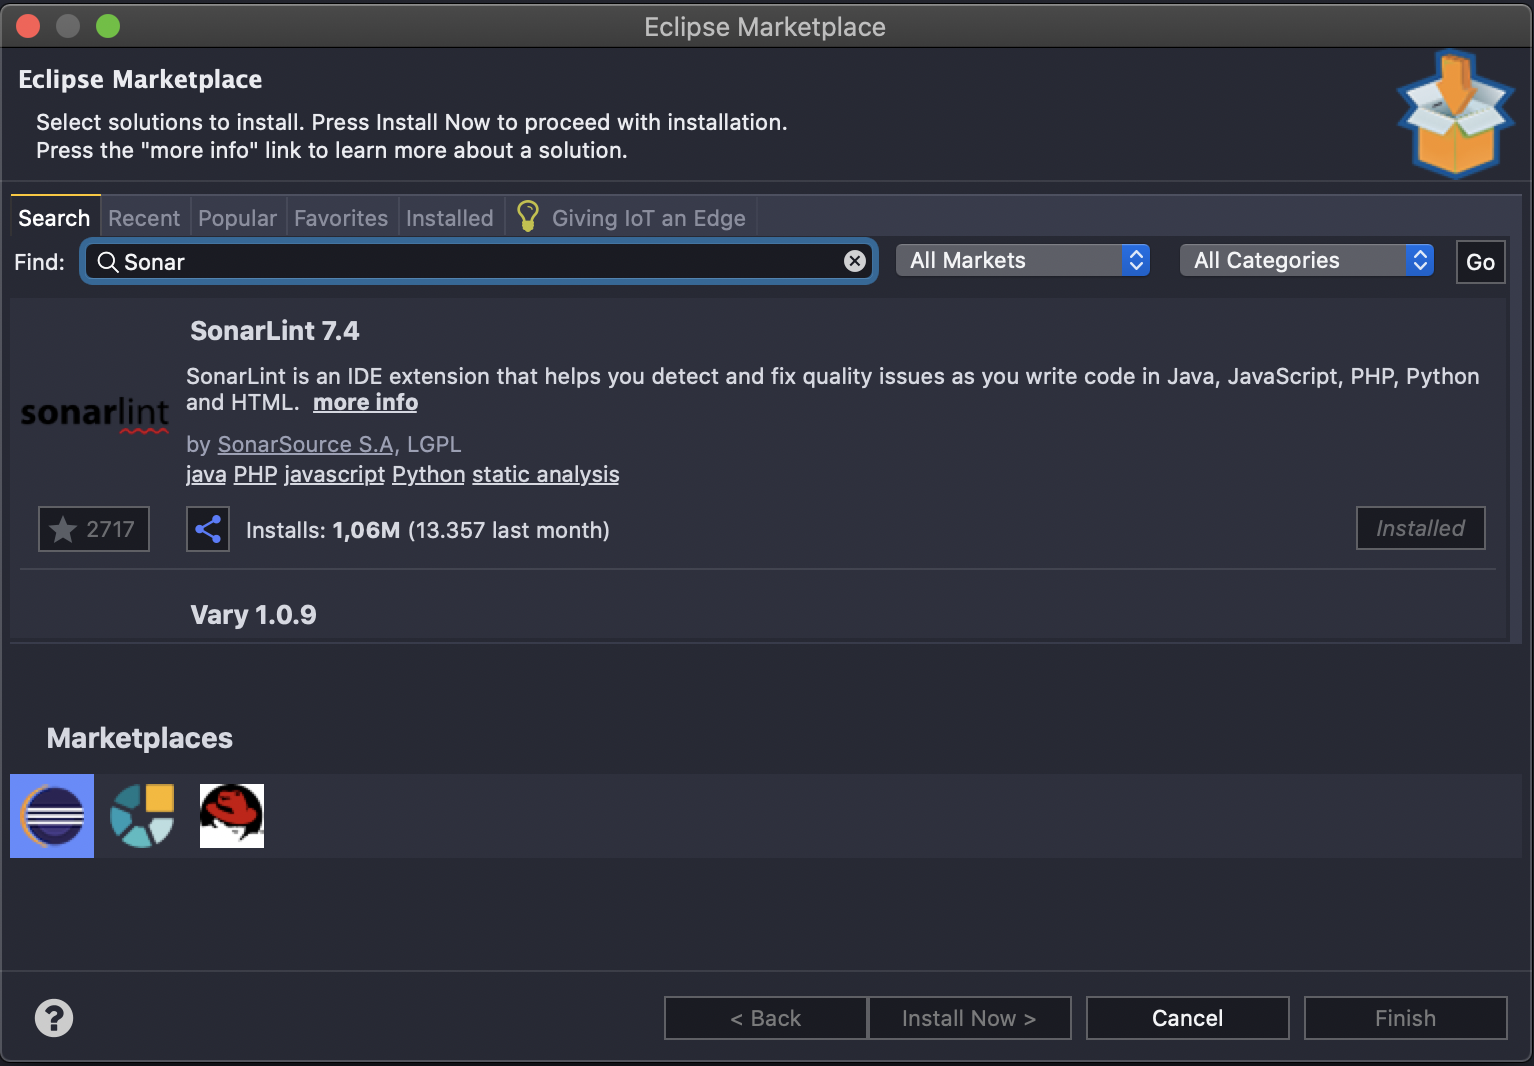 Eclipse Marketplace
Eclipse Marketplace
Select solutions to install. Press Install Now to proceed with installation.
Press the "more info" link to learn more about a solution.
Search Recent Popular Favorites Installed Giving IoT an Edge
Find: Sonar All Markets All Categories Go
SonarLint 7.4
SonarLint is an IDE extension that helps you detect and fix quality issues as you write code in Java, JavaScript, PHP, Python
and HTML. more info
sonarlint
by SonarSource S.A, LGPL
java PHP javascript Python static analysis
2717 Installs: 1,06M (13.357 last month) Installed
Vary 1.0.9
Marketplaces
? < Back Install Now > Cancel Finish